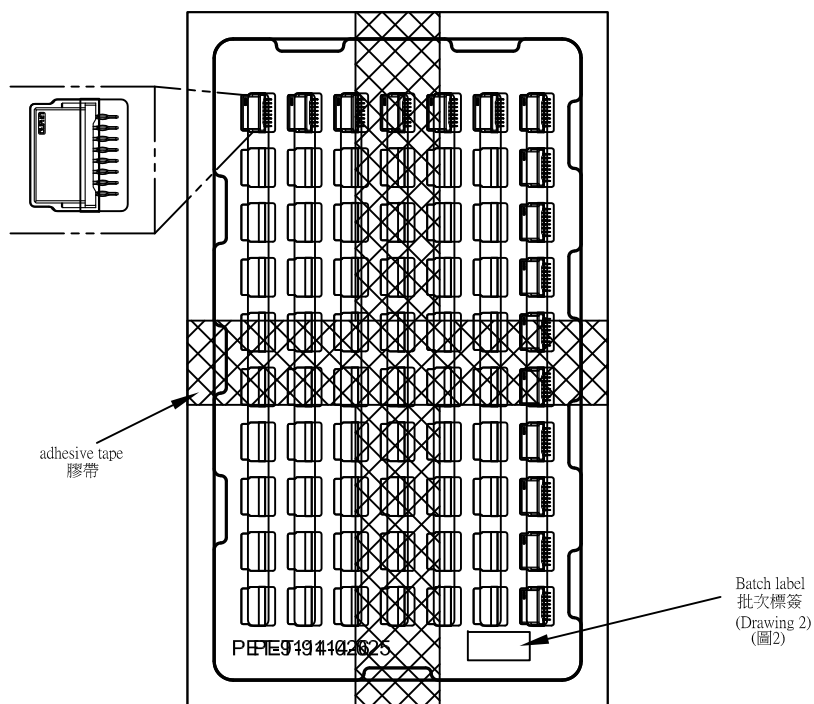 adhesive tape
膠帶
Batch label
批次標簽
(Drawing 2)
(圖2)